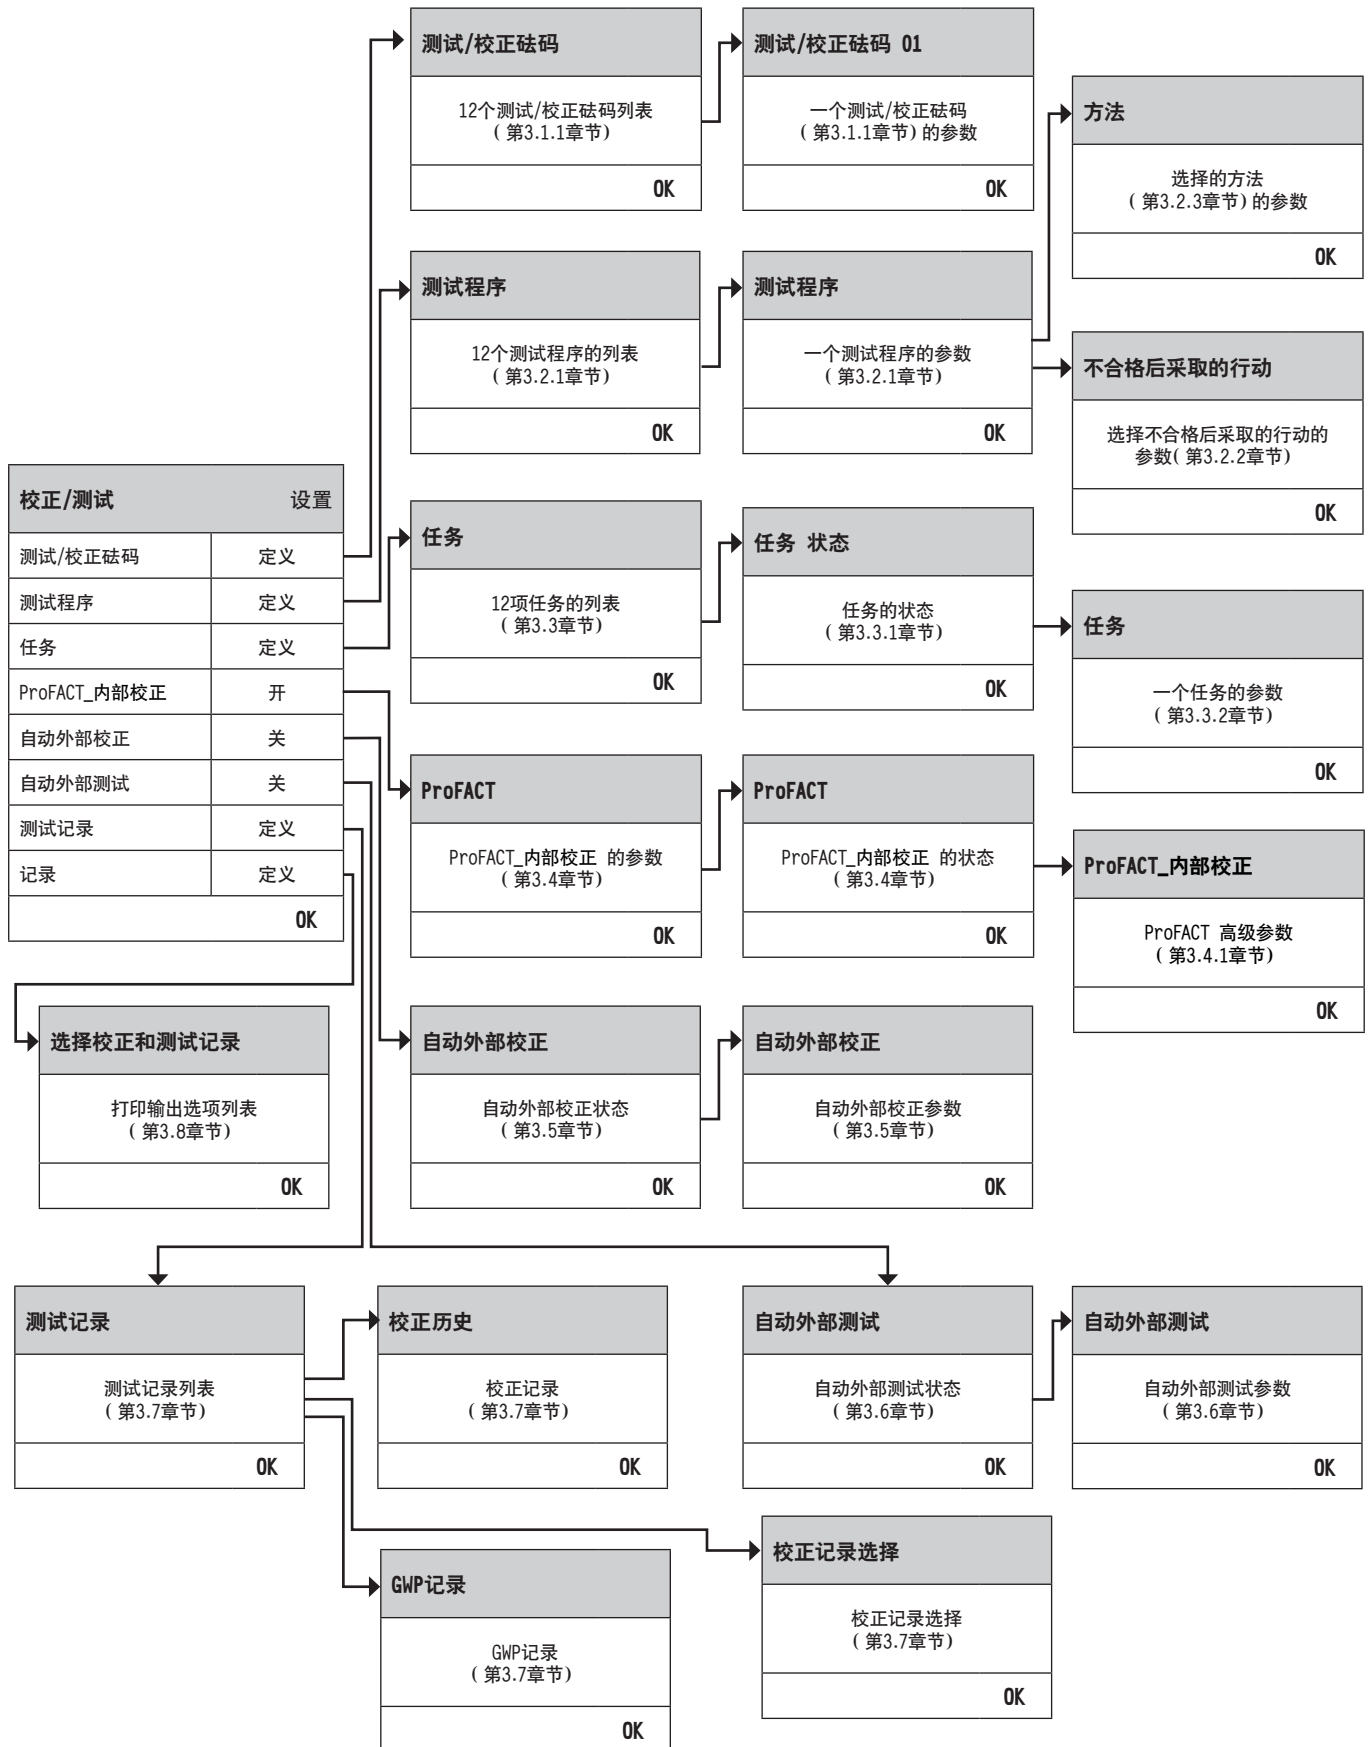 测试/校正砝码
12个测试/校正砝码列表
( 第3.1.1章节)
OK
测试/校正砝码 01
一个测试/校正砝码
( 第3.1.1章节) 的参数
OK
方法
选择的方法
( 第3.2.3章节) 的参数
OK
测试程序
12个测试程序的列表
( 第3.2.1章节)
OK
测试程序
一个测试程序的参数
( 第3.2.1章节)
OK
不合格后采取的行动
选择不合格后采取的行动的
参数( 第3.2.2章节)
OK
校正/测试 设置
测试/校正砝码 定义
测试程序 定义
任务 定义
ProFACT_内部校正 开
自动外部校正 关
自动外部测试 关
测试记录 定义
记录 定义
OK
任务
12项任务的列表
( 第3.3章节)
OK
任务 状态
任务的状态
( 第3.3.1章节)
OK
任务
一个任务的参数
( 第3.3.2章节)
OK
ProFACT
ProFACT_内部校正 的参数
( 第3.4章节)
OK
ProFACT
ProFACT_内部校正 的状态
( 第3.4章节)
OK
ProFACT_内部校正
ProFACT 高级参数
( 第3.4.1章节)
OK
选择校正和测试记录
打印输出选项列表
( 第3.8章节)
OK
自动外部校正
自动外部校正状态
( 第3.5章节)
OK
自动外部校正
自动外部校正参数
( 第3.5章节)
OK
测试记录
测试记录列表
( 第3.7章节)
OK
校正历史
校正记录
( 第3.7章节)
OK
自动外部测试
自动外部测试状态
( 第3.6章节)
OK
自动外部测试
自动外部测试参数
( 第3.6章节)
OK
GWP记录
GWP记录
( 第3.7章节)
OK
校正记录选择
校正记录选择
( 第3.7章节)
OK